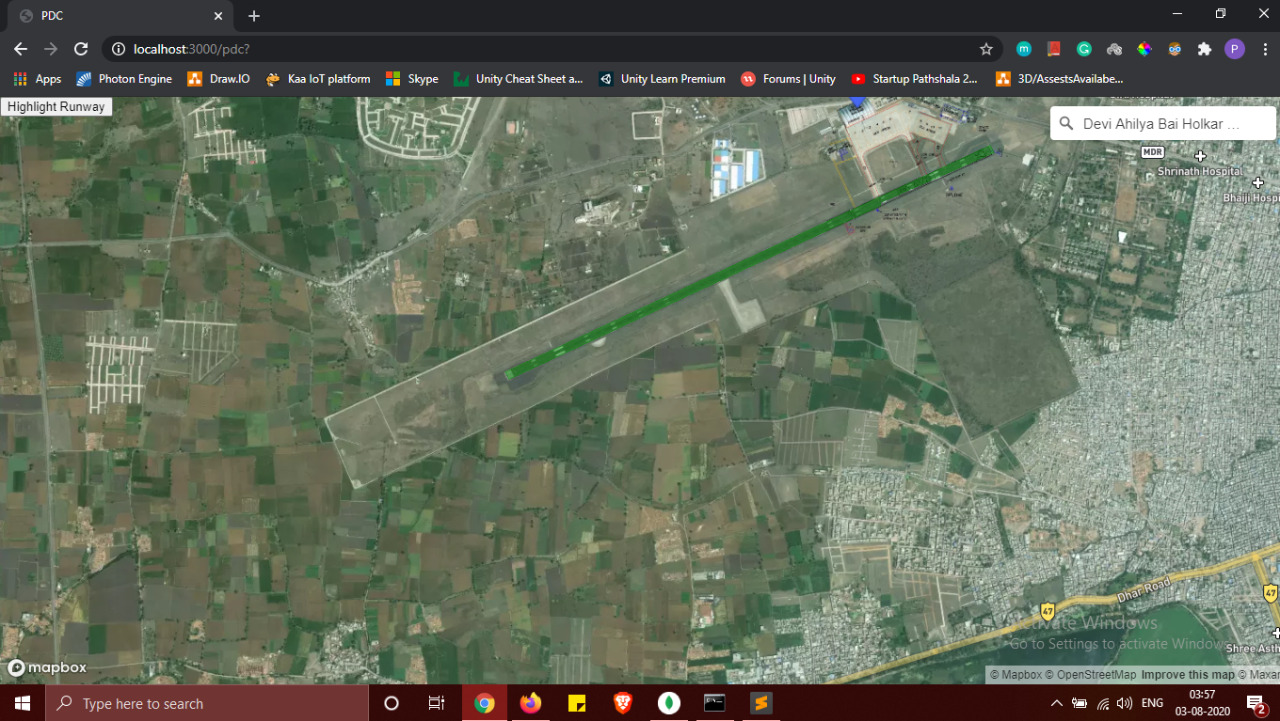 PDC
localhost:3000/pdc?
Apps Photon Engine Draw.IO Kaa IoT platform Skype Unity Cheat Sheet a... Unity Learn Premium Forums | Unity Startup Pathshala 2... 3D/AssestsAvailabe...
Highlight Runway
Devi Ahilya Bai Holkar ...
MDR
Shrinath Hospital
Bhaiji Hospi
Dhar Road
47
47
Activate Windows
Go to Settings to activate Windows.
Shree Asth
mapbox
© Mapbox © OpenStreetMap Improve this map © Maxar
Type here to search
ENG
03:57
03-08-2020
2